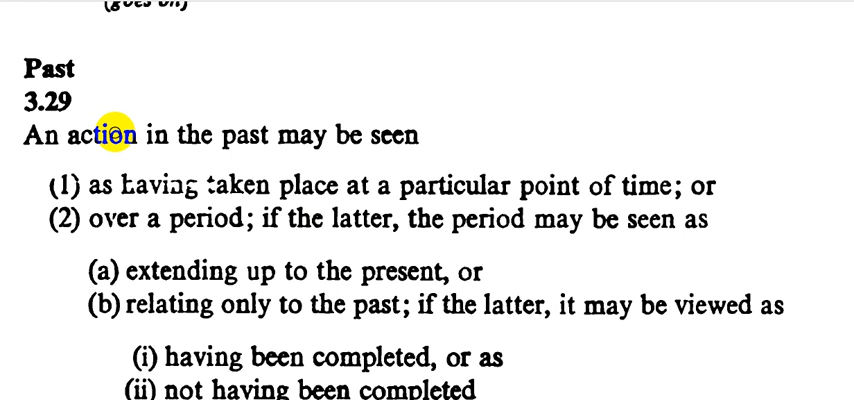 (goes on)
Past
3.29
An action in the past may be seen
(1) as having taken place at a particular point of time; or
(2) over a period; if the latter, the period may be seen as
(a) extending up to the present, or
(b) relating only to the past; if the latter, it may be viewed as
(i) having been completed, or as
(ii) not having been completed